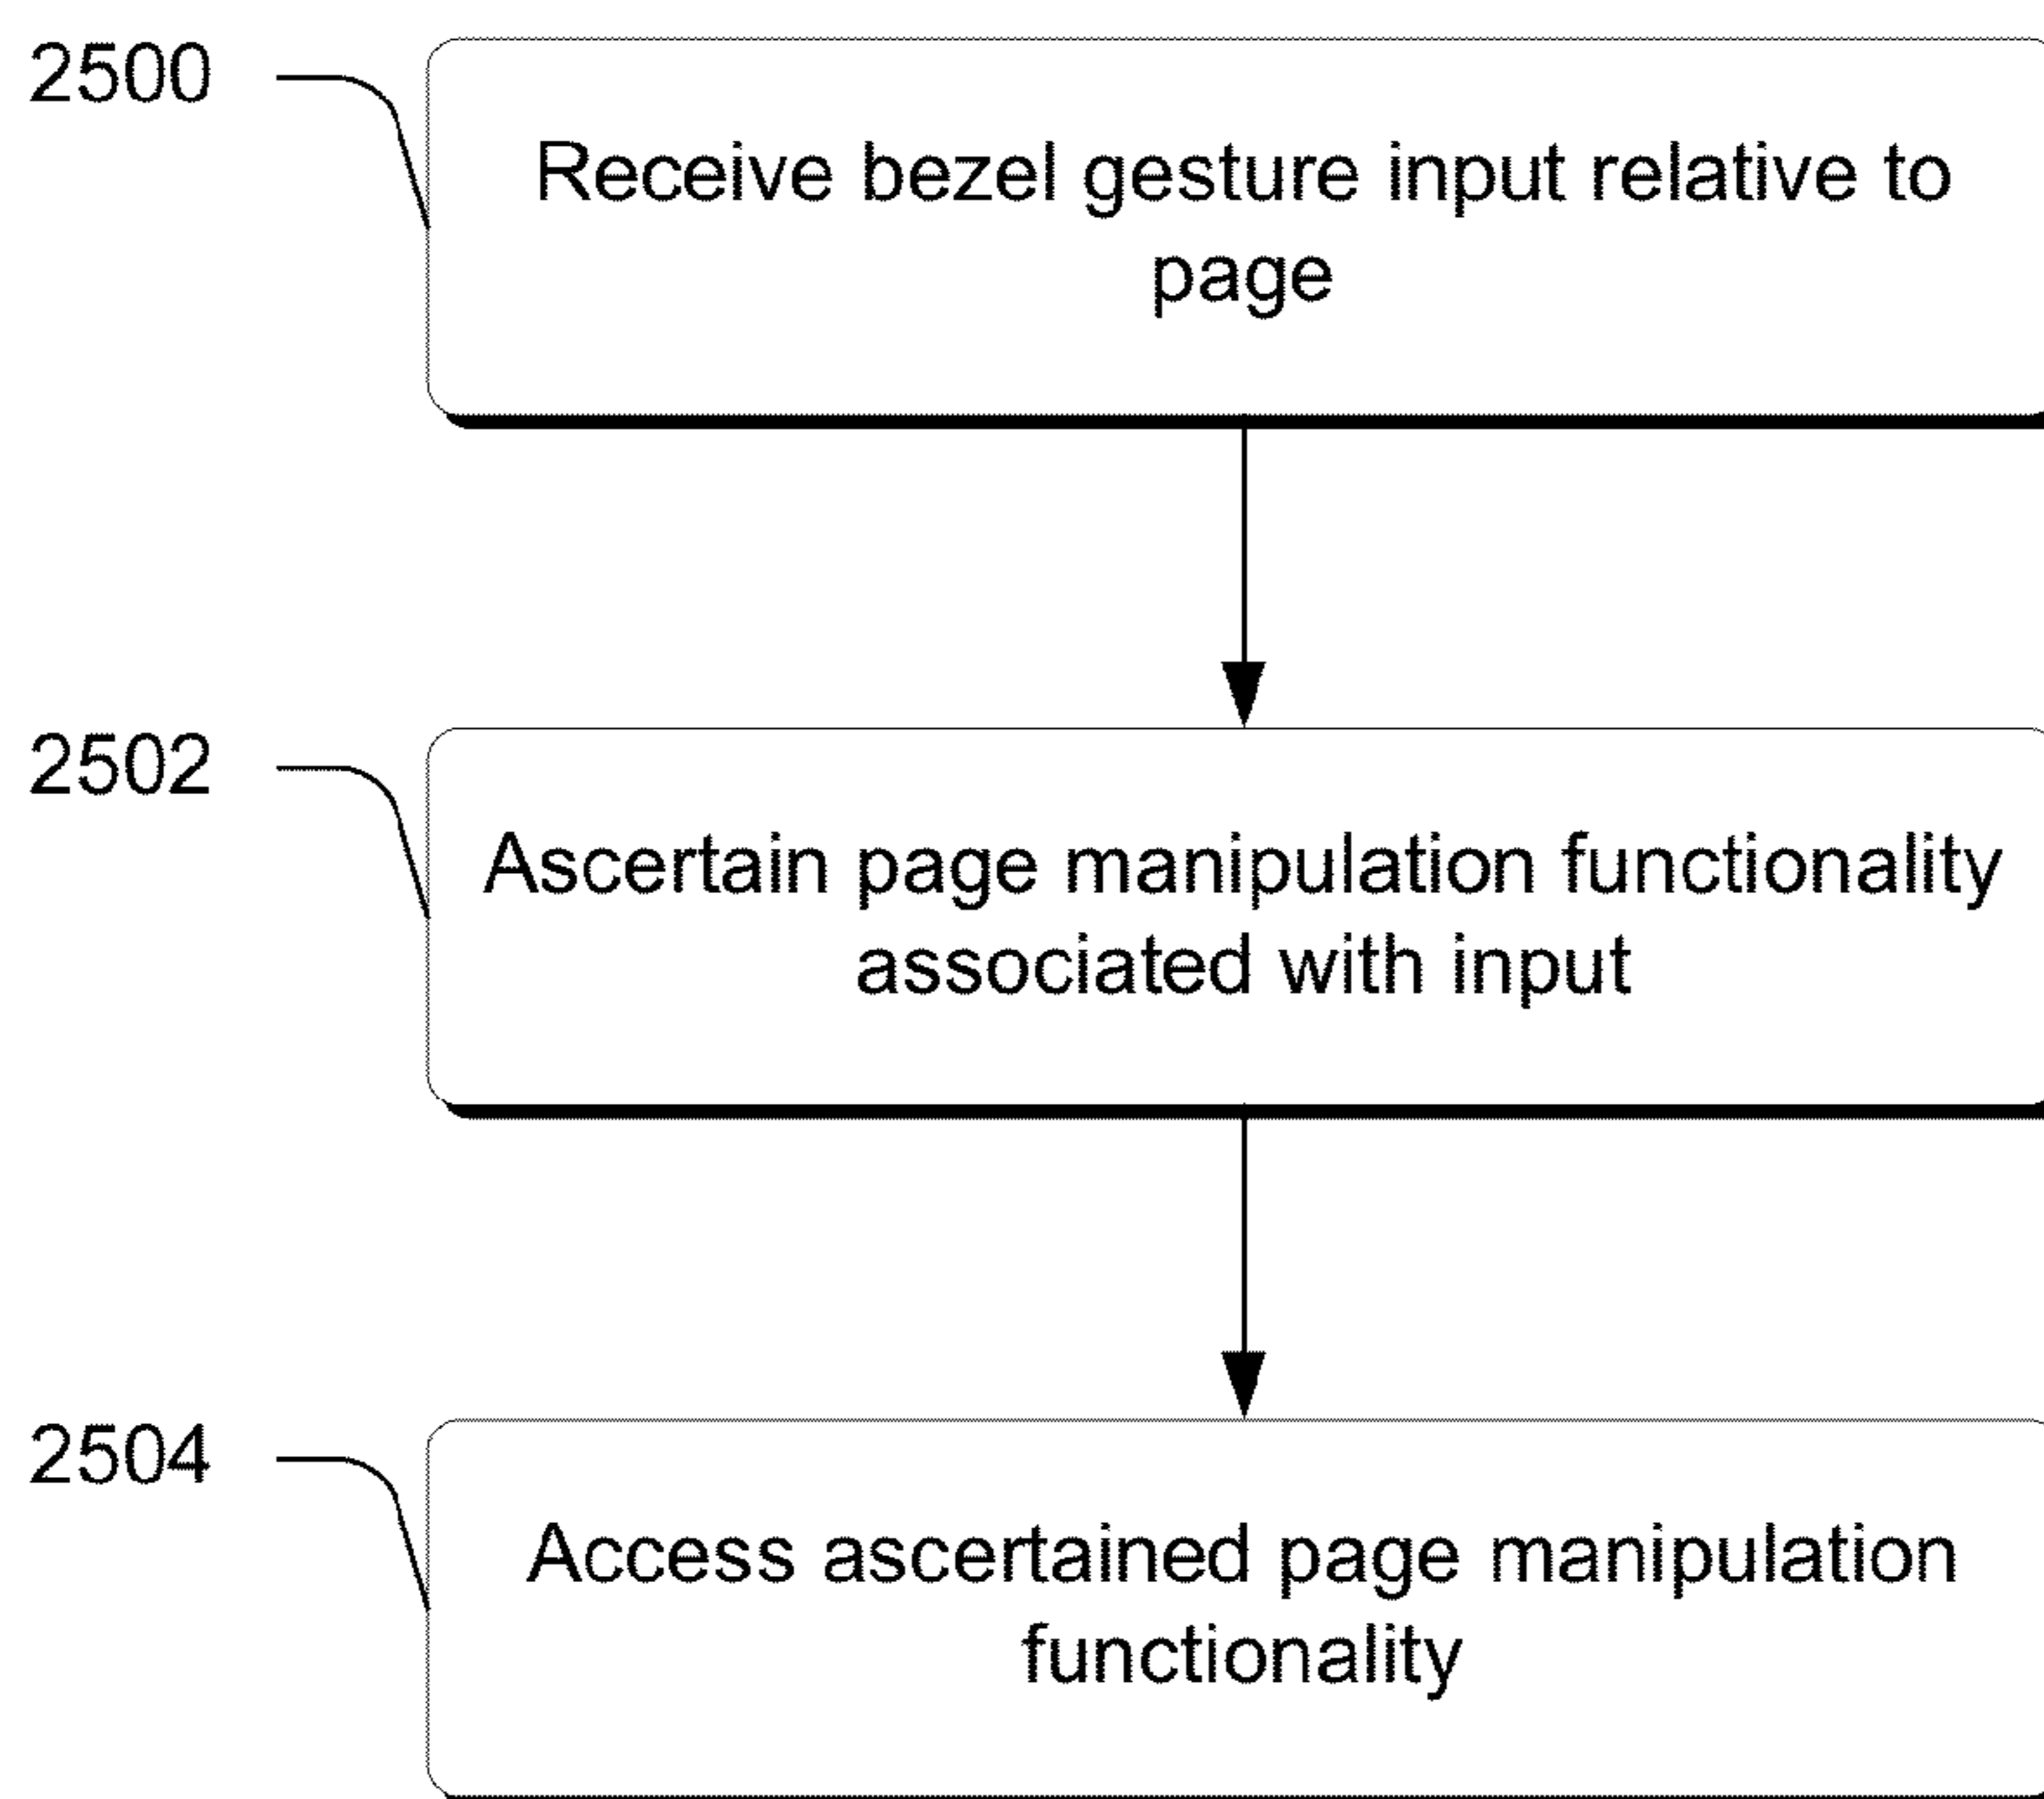 2500
Receive bezel gesture input relative to
page
2502
Ascertain page manipulation functionality
associated with input
2504
Access ascertained page manipulation
functionality